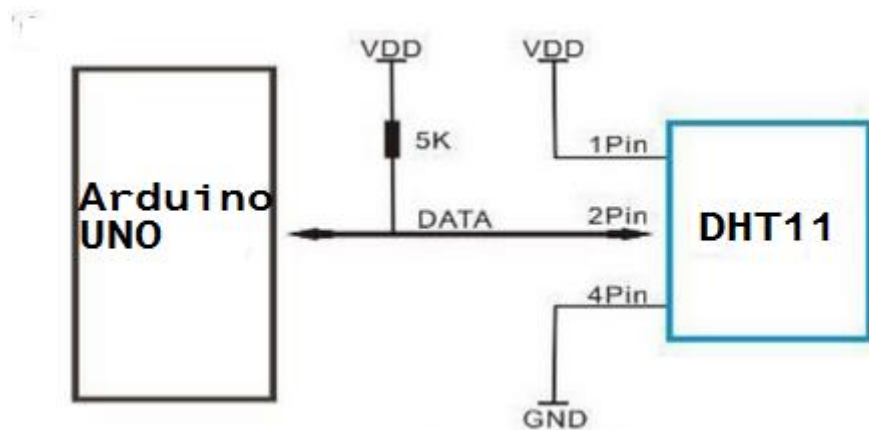 VDD
VDD
5K
1Pin
Arduino
UNO
DATA
2Pin
DHT11
4Pin
GND